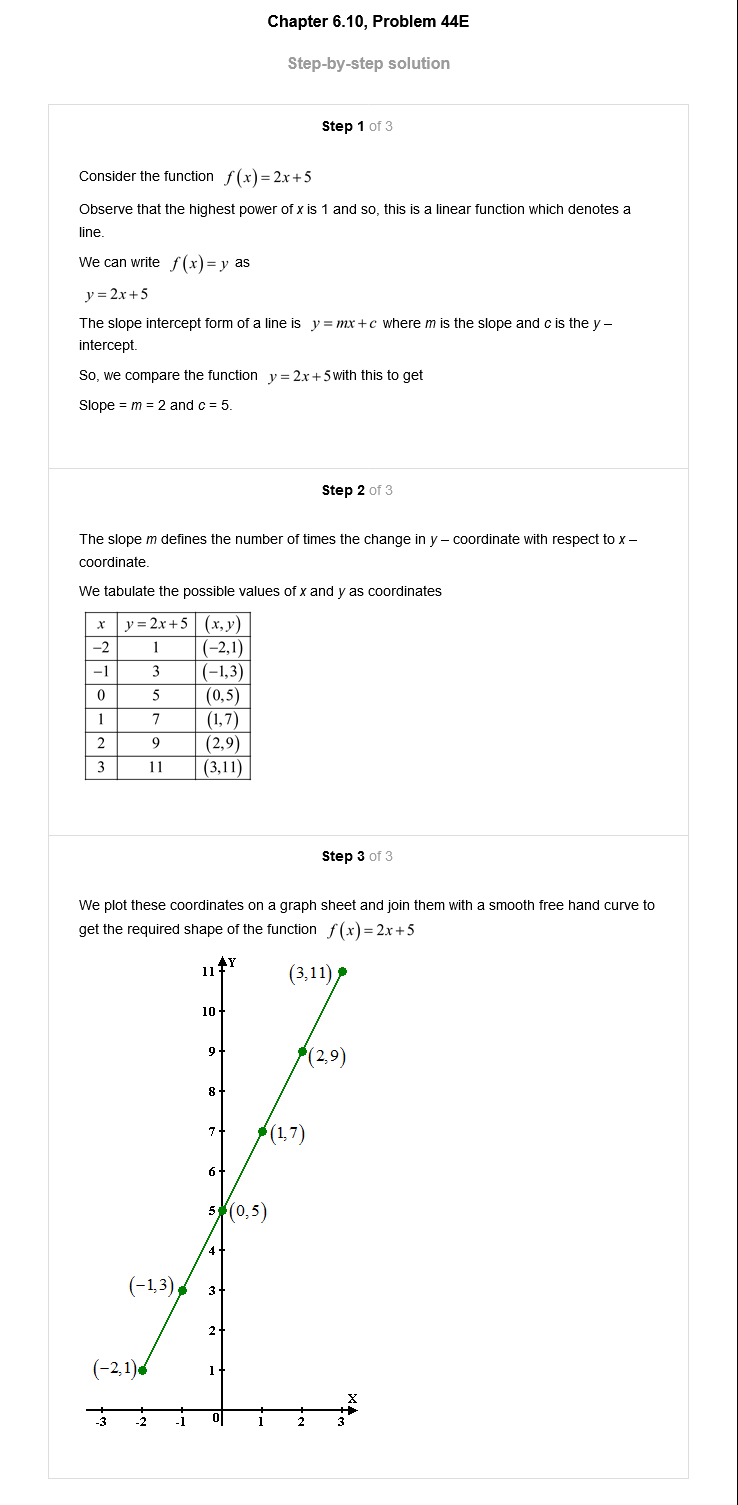 Chapter 6.10, Problem 44E
Step-by-step solution
Step 1 of 3
Consider the function f(x)=2x+5
Observe that the highest power of x is 1 and so, this is a linear function which denotes a
line.
We can write f(x)=y as
y=2x+5
The slope intercept form of a line is y=mx+c where m is the slope and c is the y –
intercept.
So, we compare the function y=2x+5with this to get
Slope = m = 2 and c = 5.
Step 2 of 3
The slope m defines the number of times the change in y – coordinate with respect to x –
coordinate.
We tabulate the possible values of x and y as coordinates
x y=2x+5 (x,y)
−2 1 (−2,1)
−1 3 (−1,3)
0 5 (0,5)
1 7 (1,7)
2 9 (2,9)
3 11 (3,11)
Step 3 of 3
We plot these coordinates on a graph sheet and join them with a smooth free hand curve to
get the required shape of the function f(x)=2x+5
Y
11 (3,11)
10
9 (2,9)
8
7 (1,7)
6
5 (0,5)
4
(−1,3) 3
2
(−2,1) 1
X
-3 -2 -1 0 1 2 3